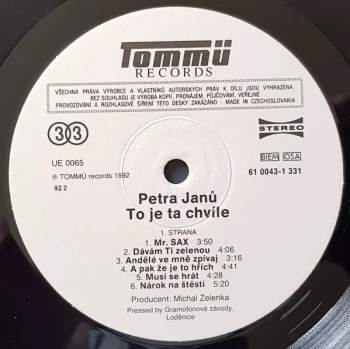 Tommü
RECORDS
VŠECHNA PRÁVA VÝROBCE A VLASTNÍKŮ AUTORSKÝCH PRÁV K DÍLU JSOU VYHRAZENA.
BEZ SOUHLASU JE VÝROBA KOPIÍ, PRONÁJEM, PŮJČOVÁNÍ, VEŘEJNÉ
PROVOZOVÁNÍ A ROZHLASOVÉ ŠÍŘENÍ TÉTO DESKY ZAKÁZÁNO - MADE IN CZECHOSLOVAKIA
33
STEREO
UE 0065
BIEM OSA
℗ TOMMÜ records 1992
61 0043-1 331
92 2
Petra Janů
To je ta chvíle
1. STRANA
1. Mr. SAX 3:50
2. Dávám Ti zelenou 4:06
3. Andělé ve mně zpívaj 3:41
4. A pak že je to hřích 4:41
5. Musí se hrát 4:28
6. Nárok na štěstí 5:20
Producent: Michal Zelenka
Pressed by Gramofonové závody,
Loděnice